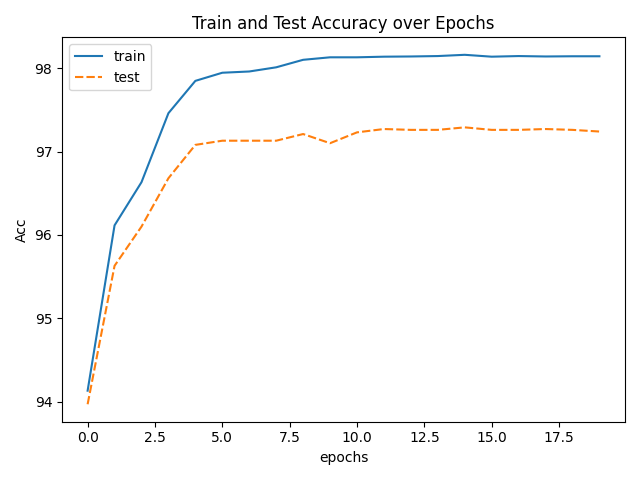 Train and Test Accuracy over Epochs
train
test
Acc
98
97
96
95
94
0.0 2.5 5.0 7.5 10.0 12.5 15.0 17.5
epochs